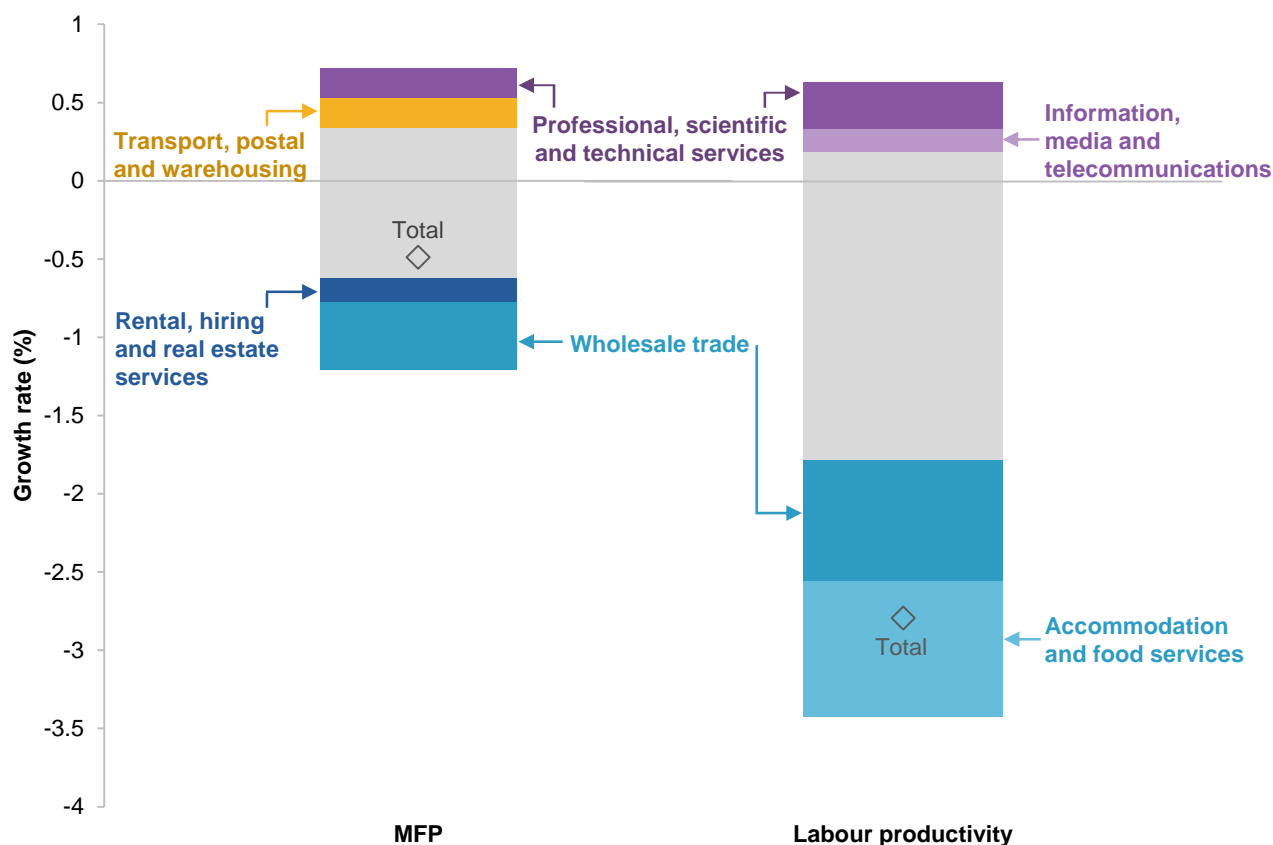 1
0.5
0
-0.5
-1
-1.5
-2
-2.5
-3
-3.5
-4
Growth rate (%)
Transport, postal
and warehousing
Professional, scientific
and technical services
Information,
media and
telecommunications
Total
Rental, hiring
and real estate
services
Wholesale trade
Total
Accommodation
and food services
MFP
Labour productivity